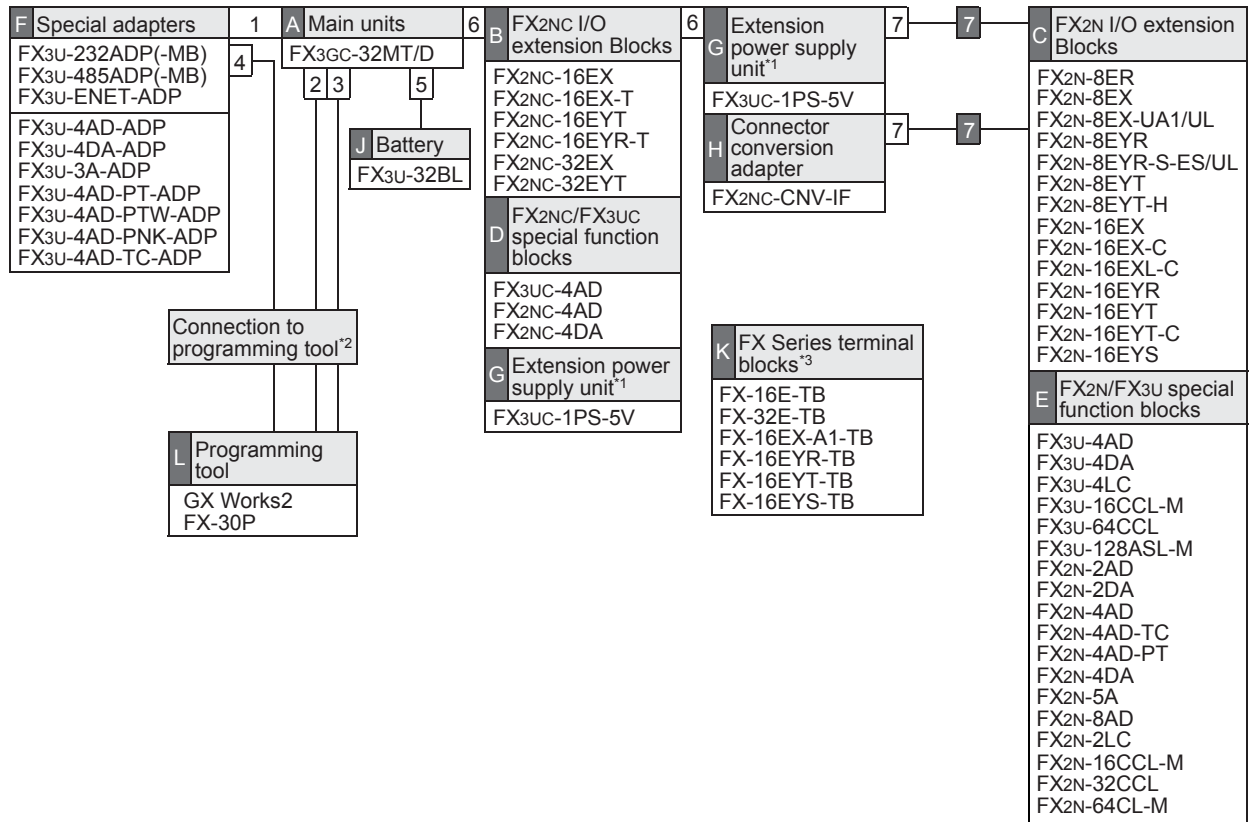 F Special adapters
FX3U-232ADP(-MB)
FX3U-485ADP(-MB)
FX3U-ENET-ADP
FX3U-4AD-ADP
FX3U-4DA-ADP
FX3U-3A-ADP
FX3U-4AD-PT-ADP
FX3U-4AD-PTW-ADP
FX3U-4AD-PNK-ADP
FX3U-4AD-TC-ADP
1
4
A Main units
FX3GC-32MT/D
2 3
5
J Battery
FX3U-32BL
Connection to
programming tool*2
L Programming
tool
GX Works2
FX-30P
6
B FX2NC I/O
extension Blocks
FX2NC-16EX
FX2NC-16EX-T
FX2NC-16EYT
FX2NC-16EYR-T
FX2NC-32EX
FX2NC-32EYT
D FX2NC/FX3UC
special function
blocks
FX3UC-4AD
FX2NC-4AD
FX2NC-4DA
G Extension power
supply unit*1
FX3UC-1PS-5V
6
G Extension
power supply
unit*1
FX3UC-1PS-5V
H Connector
conversion
adapter
FX2NC-CNV-IF
7 7
7 7
K FX Series terminal
blocks*3
FX-16E-TB
FX-32E-TB
FX-16EX-A1-TB
FX-16EYR-TB
FX-16EYT-TB
FX-16EYS-TB
C FX2N I/O extension
Blocks
FX2N-8ER
FX2N-8EX
FX2N-8EX-UA1/UL
FX2N-8EYR
FX2N-8EYR-S-ES/UL
FX2N-8EYT
FX2N-8EYT-H
FX2N-16EX
FX2N-16EX-C
FX2N-16EXL-C
FX2N-16EYR
FX2N-16EYT
FX2N-16EYT-C
FX2N-16EYS
E FX2N/FX3U special
function blocks
FX3U-4AD
FX3U-4DA
FX3U-4LC
FX3U-16CCL-M
FX3U-64CCL
FX3U-128ASL-M
FX2N-2AD
FX2N-2DA
FX2N-4AD
FX2N-4AD-TC
FX2N-4AD-PT
FX2N-4DA
FX2N-5A
FX2N-8AD
FX2N-2LC
FX2N-16CCL-M
FX2N-32CCL
FX2N-64CL-M